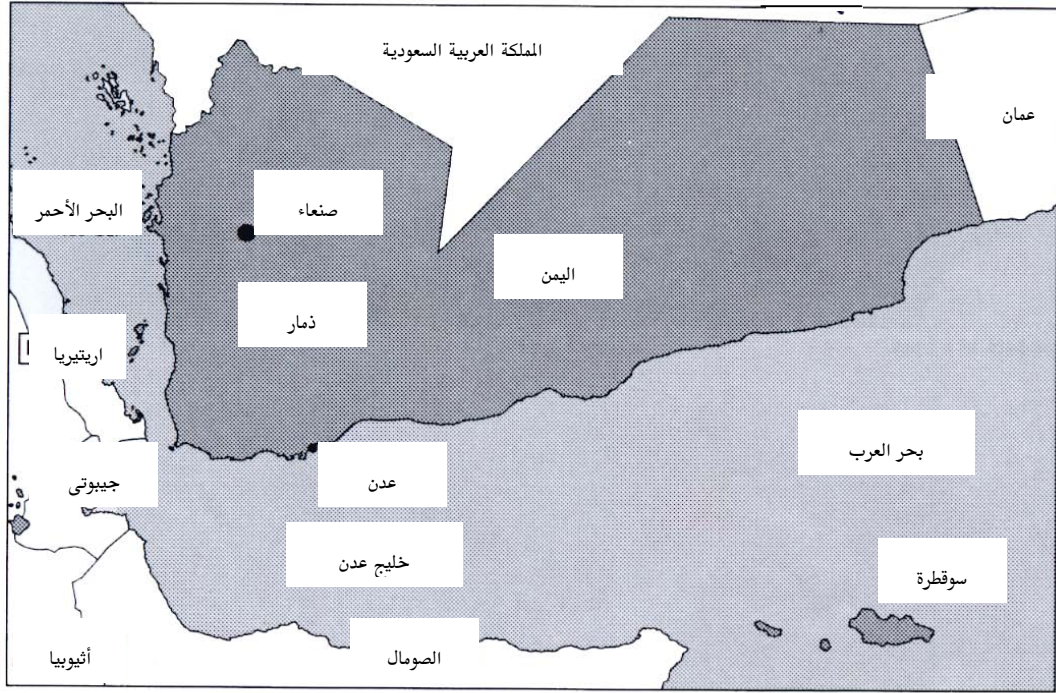 المملكة العربية السعودية
عمان
صنعاء
البحر الأحمر
اليمن
ذمار
اريتيريا
بحر العرب
عدن
جيبوتى
خليج عدن
سوقطرة
الصومال
أثيوبيا